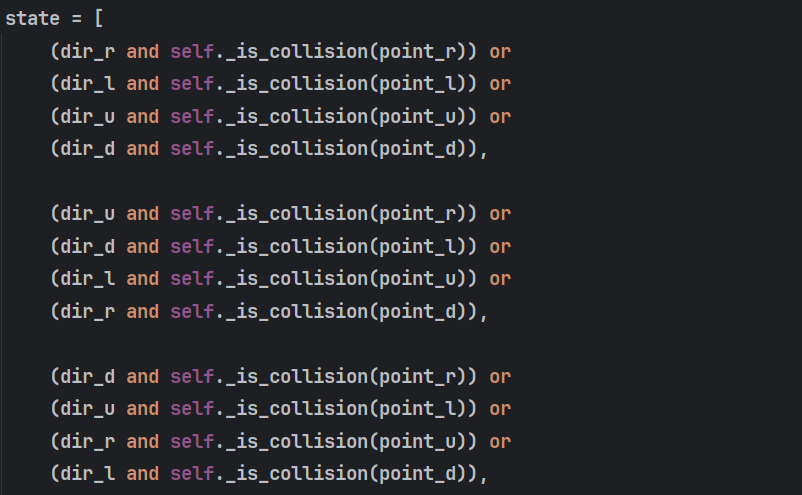 state = [
    (dir_r and self._is_collision(point_r)) or
    (dir_l and self._is_collision(point_l)) or
    (dir_u and self._is_collision(point_u)) or
    (dir_d and self._is_collision(point_d)),

    (dir_u and self._is_collision(point_r)) or
    (dir_d and self._is_collision(point_l)) or
    (dir_l and self._is_collision(point_u)) or
    (dir_r and self._is_collision(point_d)),

    (dir_d and self._is_collision(point_r)) or
    (dir_u and self._is_collision(point_l)) or
    (dir_r and self._is_collision(point_u)) or
    (dir_l and self._is_collision(point_d)),